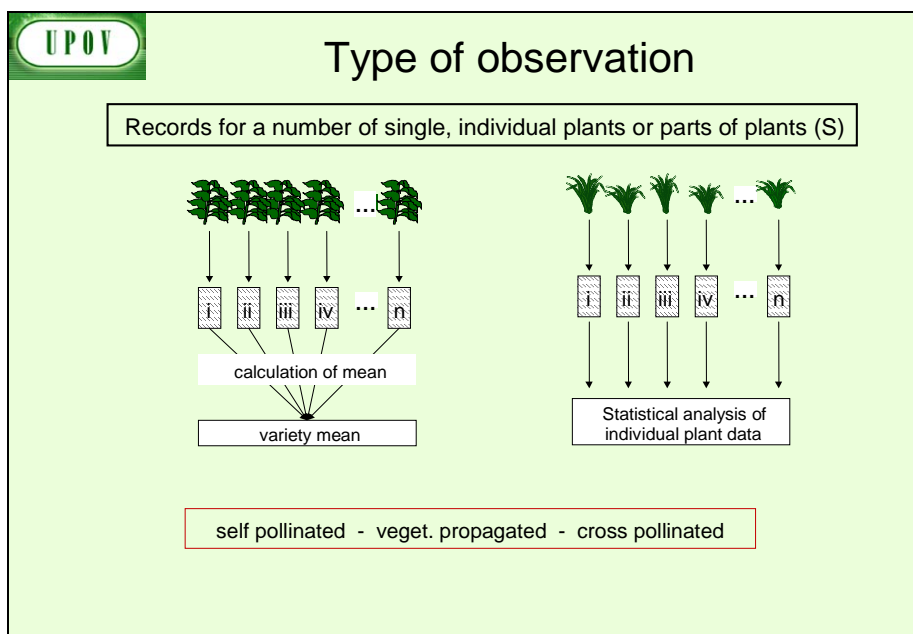 UPOV
Type of observation
Records for a number of single, individual plants or parts of plants (S)
...
...
i ii iii iv ... n
i ii iii iv ... n
calculation of mean
variety mean
Statistical analysis of
individual plant data
self pollinated - veget. propagated - cross pollinated